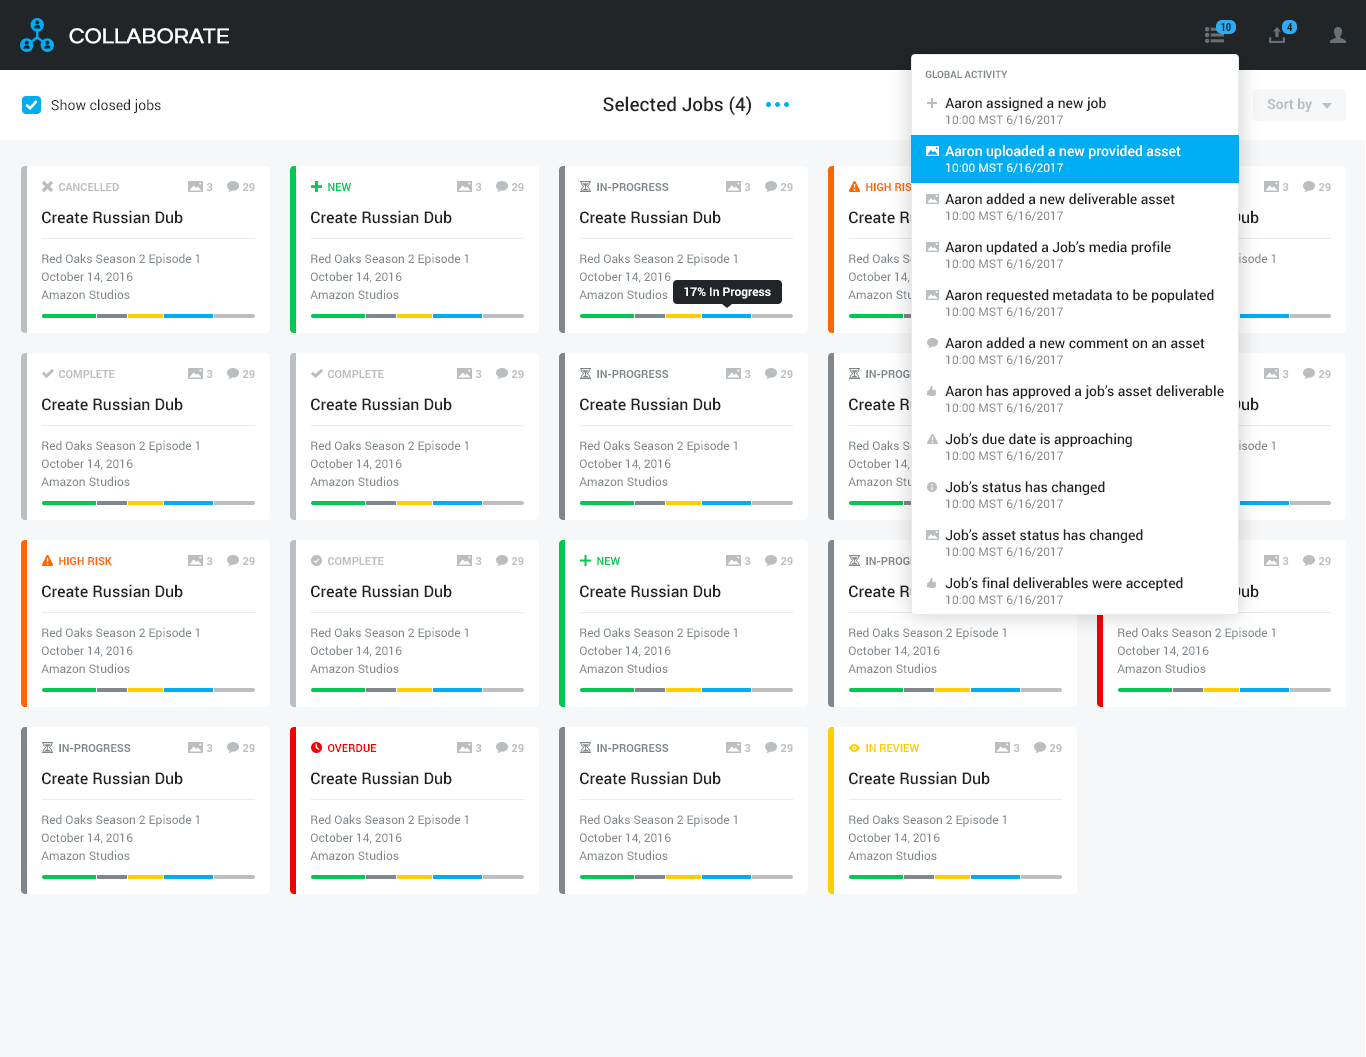 COLLABORATE
10
4
Show closed jobs
Selected Jobs (4)
Sort by
GLOBAL ACTIVITY
Aaron assigned a new job
10:00 MST 6/16/2017
Aaron uploaded a new provided asset
10:00 MST 6/16/2017
Aaron added a new deliverable asset
10:00 MST 6/16/2017
Aaron updated a Job’s media profile
10:00 MST 6/16/2017
Aaron requested metadata to be populated
10:00 MST 6/16/2017
Aaron added a new comment on an asset
10:00 MST 6/16/2017
Aaron has approved a job’s asset deliverable
10:00 MST 6/16/2017
Job’s due date is approaching
10:00 MST 6/16/2017
Job’s status has changed
10:00 MST 6/16/2017
Job’s asset status has changed
10:00 MST 6/16/2017
Job’s final deliverables were accepted
10:00 MST 6/16/2017
CANCELLED 3 29
Create Russian Dub
Red Oaks Season 2 Episode 1
October 14, 2016
Amazon Studios
NEW 3 29
Create Russian Dub
Red Oaks Season 2 Episode 1
October 14, 2016
Amazon Studios
IN-PROGRESS 3 29
Create Russian Dub
Red Oaks Season 2 Episode 1
October 14, 2016
Amazon Studios
17% In Progress
HIGH RIS
Create R
Red Oaks S
October 14,
Amazon Stu
3 29
ub
isode 1
COMPLETE 3 29
Create Russian Dub
Red Oaks Season 2 Episode 1
October 14, 2016
Amazon Studios
COMPLETE 3 29
Create Russian Dub
Red Oaks Season 2 Episode 1
October 14, 2016
Amazon Studios
IN-PROGRESS 3 29
Create Russian Dub
Red Oaks Season 2 Episode 1
October 14, 2016
Amazon Studios
IN-PROG
Create R
Red Oaks S
October 14,
Amazon Stu
3 29
ub
isode 1
HIGH RISK 3 29
Create Russian Dub
Red Oaks Season 2 Episode 1
October 14, 2016
Amazon Studios
COMPLETE 3 29
Create Russian Dub
Red Oaks Season 2 Episode 1
October 14, 2016
Amazon Studios
NEW 3 29
Create Russian Dub
Red Oaks Season 2 Episode 1
October 14, 2016
Amazon Studios
IN-PROG
Create R
Red Oaks Season 2 Episode 1
October 14, 2016
Amazon Studios
3 29
ub
Red Oaks Season 2 Episode 1
October 14, 2016
Amazon Studios
IN-PROGRESS 3 29
Create Russian Dub
Red Oaks Season 2 Episode 1
October 14, 2016
Amazon Studios
OVERDUE 3 29
Create Russian Dub
Red Oaks Season 2 Episode 1
October 14, 2016
Amazon Studios
IN-PROGRESS 3 29
Create Russian Dub
Red Oaks Season 2 Episode 1
October 14, 2016
Amazon Studios
IN REVIEW 3 29
Create Russian Dub
Red Oaks Season 2 Episode 1
October 14, 2016
Amazon Studios